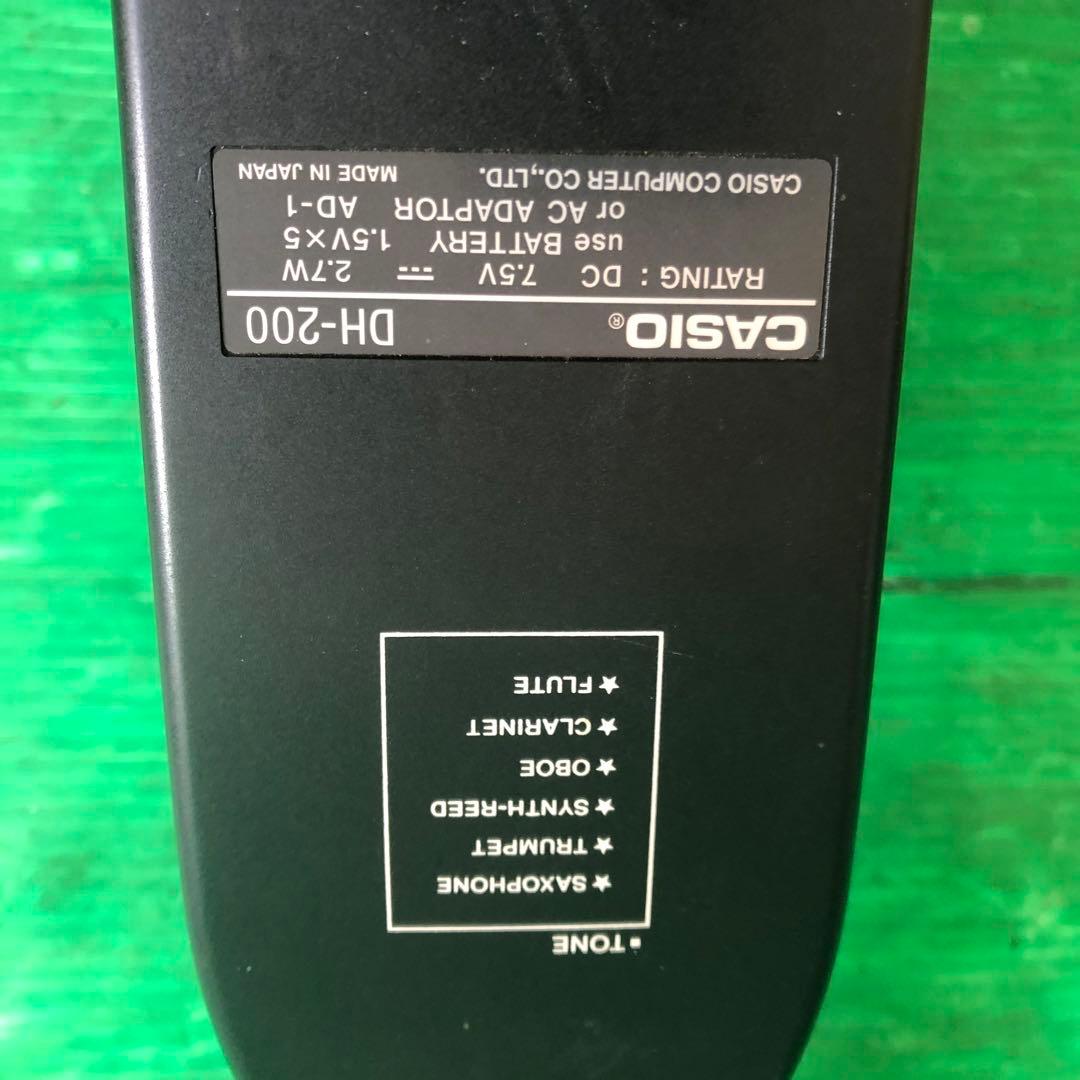 ▪ TONE
★ SAXOPHONE
★ TRUMPET
★ SYNTH-REED
★ OBOE
★ CLARINET
★ FLUTE
CASIO® DH-200
RATING : DC 7.5V ⎓ 2.7W
use BATTERY 1.5V×5
or AC ADAPTOR AD-1
CASIO COMPUTER CO.,LTD. MADE IN JAPAN